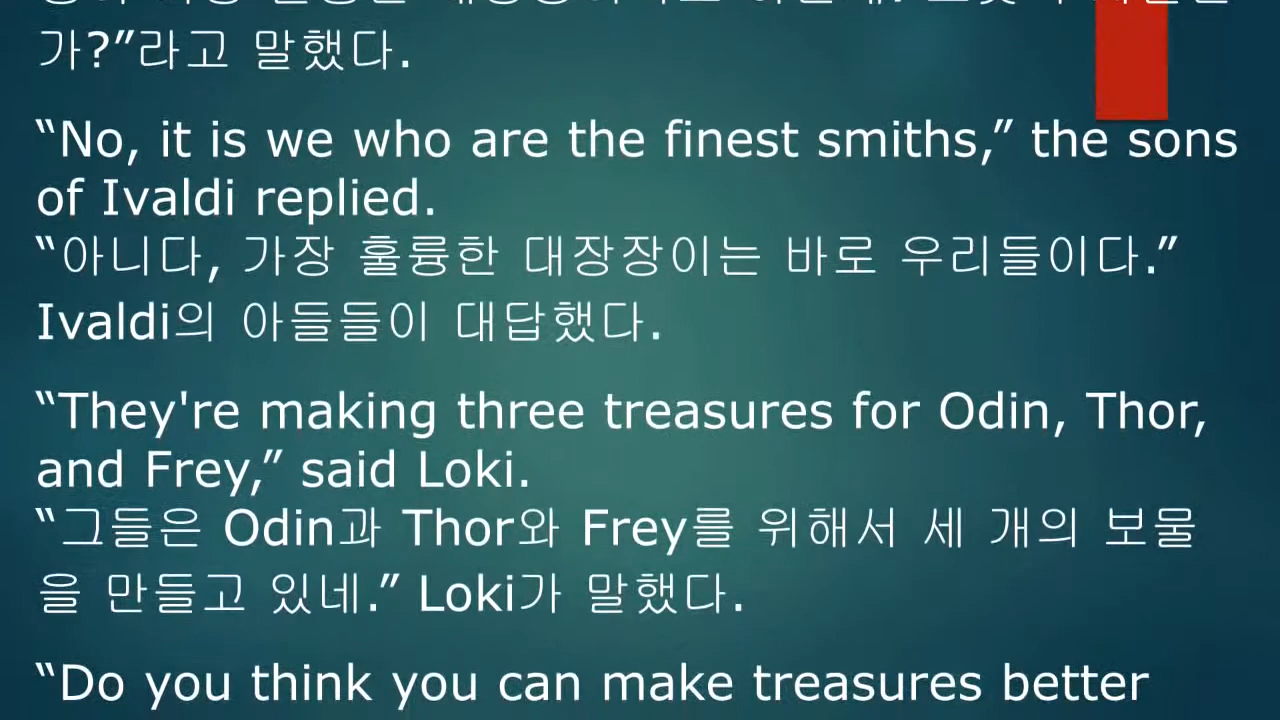 가?”라고 말했다.
“No, it is we who are the finest smiths,” the sons
of Ivaldi replied.
“아니다, 가장 훌륭한 대장장이는 바로 우리들이다.”
Ivaldi의 아들들이 대답했다.
“They're making three treasures for Odin, Thor,
and Frey,” said Loki.
“그들은 Odin과 Thor와 Frey를 위해서 세 개의 보물
을 만들고 있네.” Loki가 말했다.
“Do you think you can make treasures better